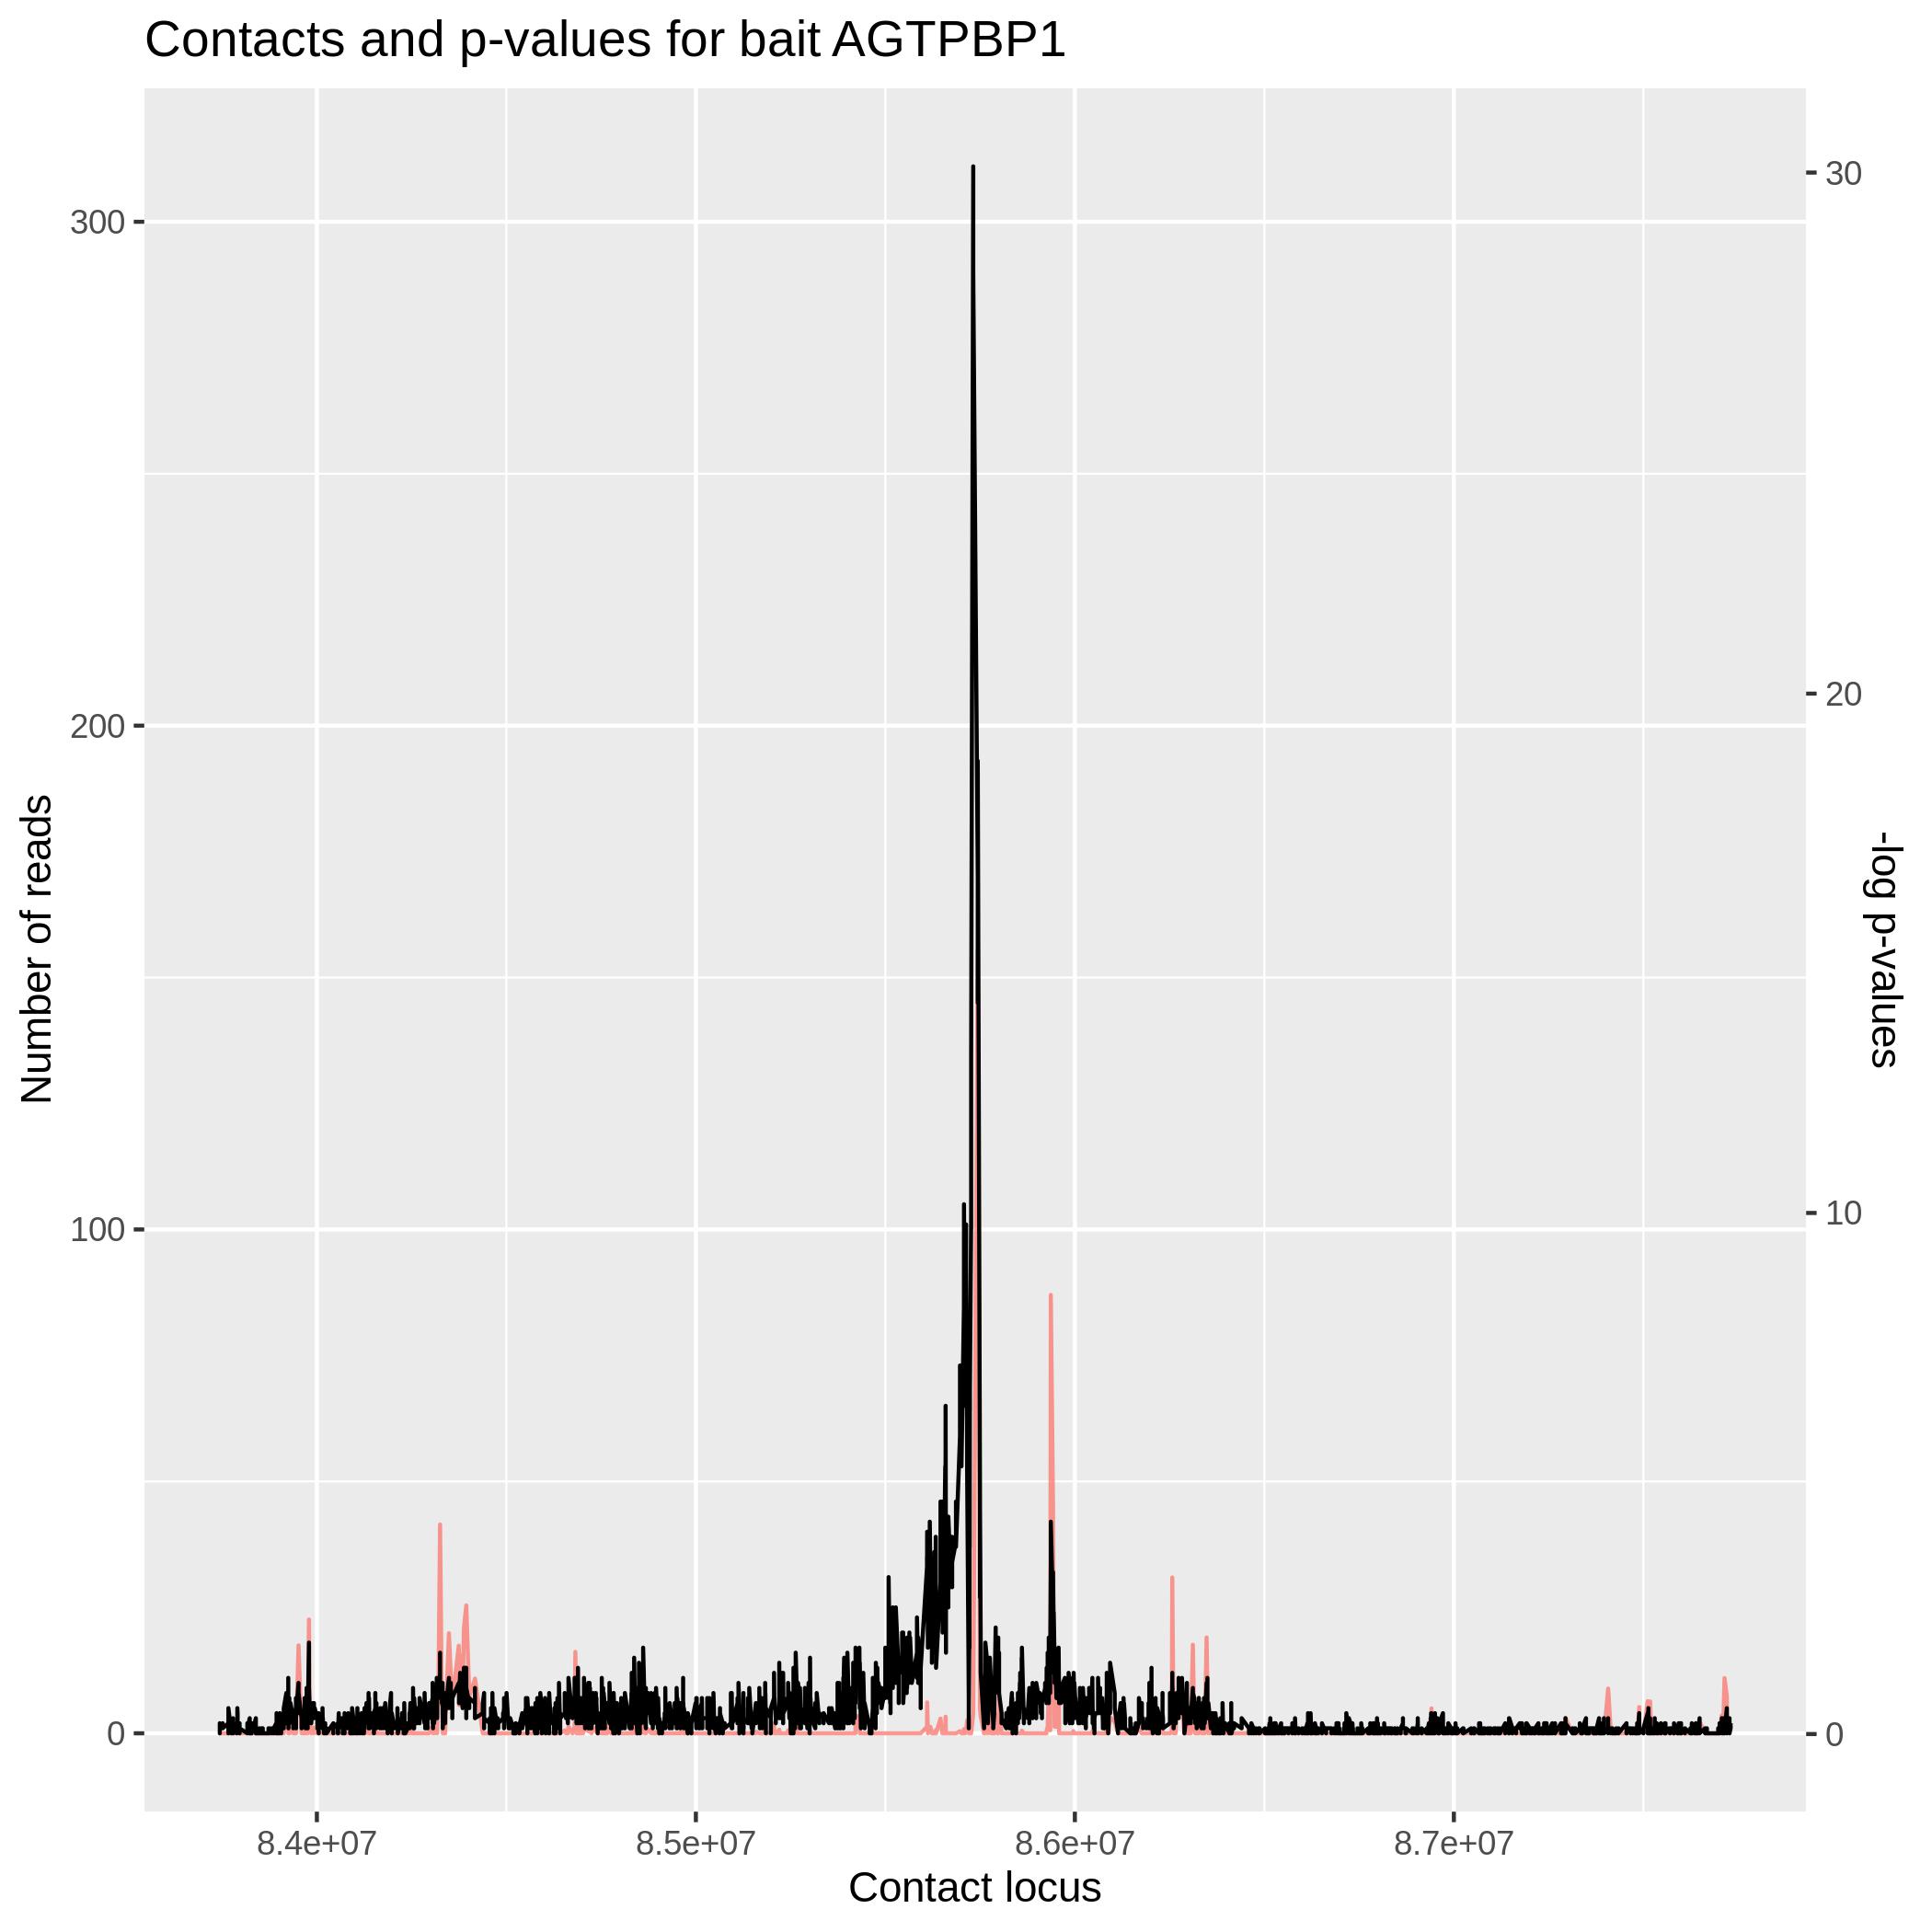 Contacts and p-values for bait AGTPBP1
300
200
100
0
Number of reads
30
20
10
0
-log p-values
8.4e+07
8.5e+07
8.6e+07
8.7e+07
Contact locus